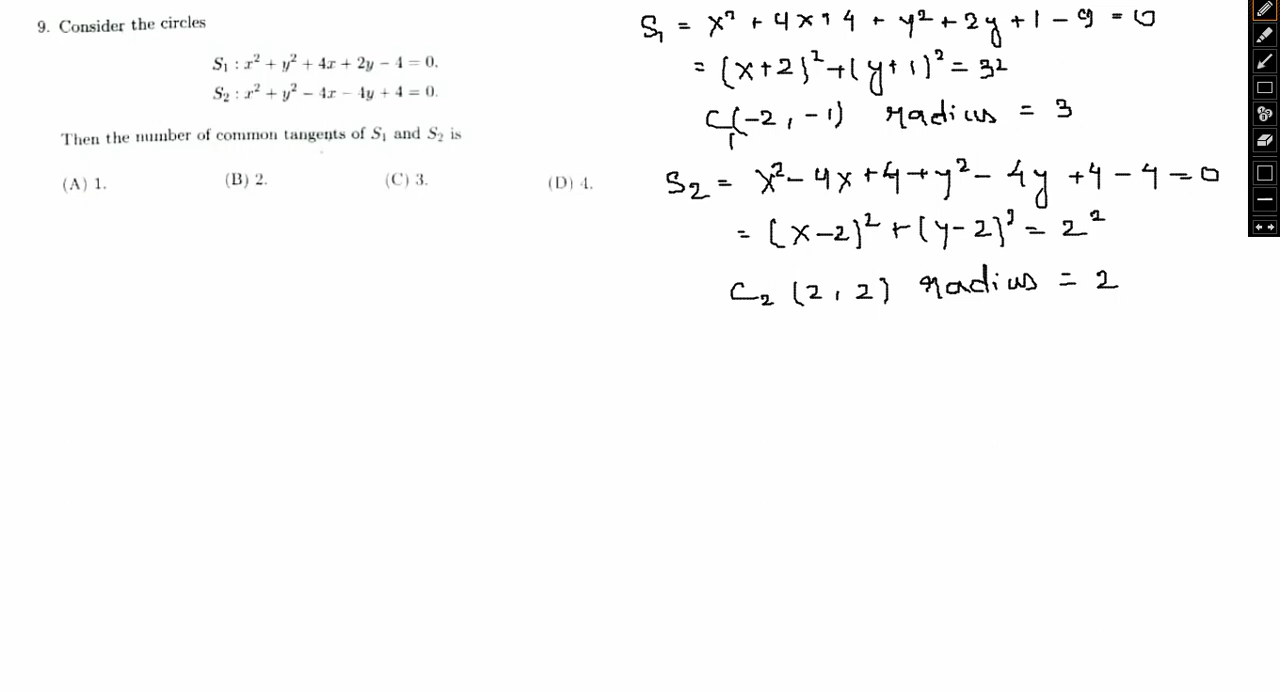 9. Consider the circles
S₁ : x² + y² + 4x + 2y − 4 = 0.
S₂ : x² + y² − 4x − 4y + 4 = 0.
Then the number of common tangents of S₁ and S₂ is
(A) 1. (B) 2. (C) 3. (D) 4.
S₁ = x² + 4x + 4 + y² + 2y + 1 − 9 = 0
= (x+2)² + (y+1)² = 3²
C₁(−2, −1) radius = 3
S₂ = x² − 4x + 4 + y² − 4y + 4 − 4 = 0
= (x−2)² + (y−2)² = 2²
C₂ (2, 2) radius = 2